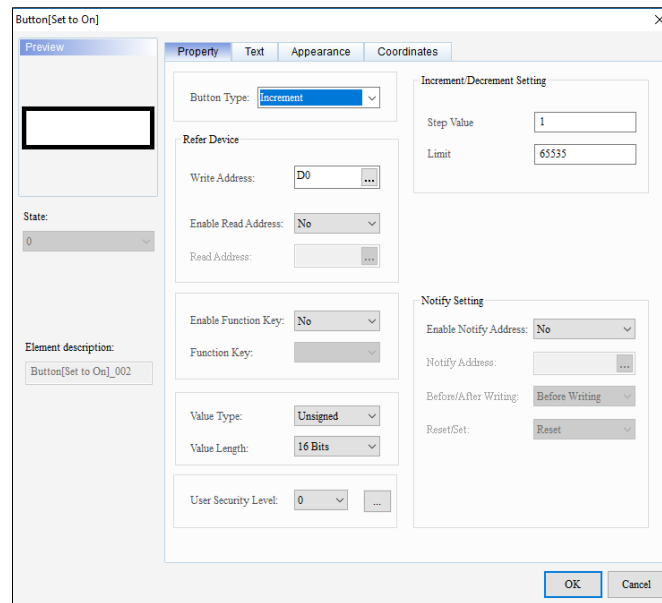 Button[Set to On]
Preview
Property Text Appearance Coordinates
State:
0
Element description:
Button[Set to On]_002
Button Type: Increment
Refer Device
Write Address: D0 ...
Enable Read Address: No
Read Address: ...
Enable Function Key: No
Function Key:
Value Type: Unsigned
Value Length: 16 Bits
User Security Level: 0 ...
Increment/Decrement Setting
Step Value 1
Limit 65535
Notify Setting
Enable Notify Address: No
Notify Address: ...
Before/After Writing: Before Writing
Reset/Set: Reset
OK Cancel